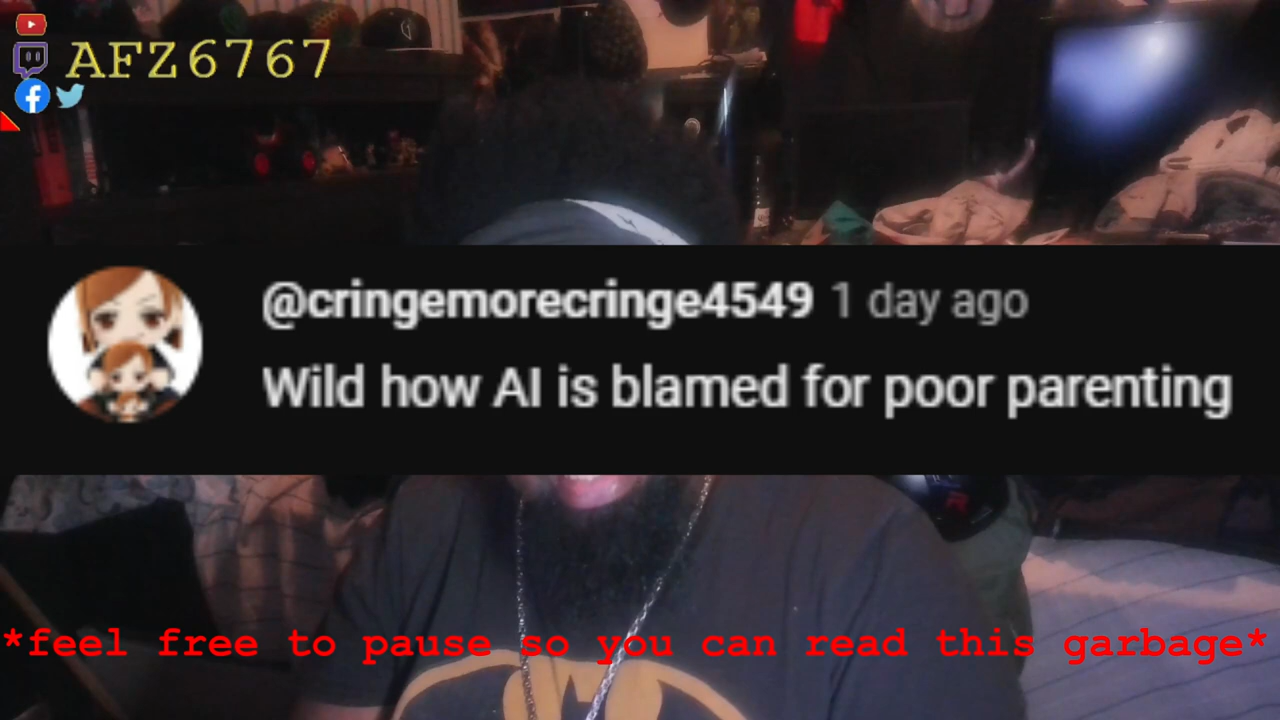 AFZ6767
@cringemorecringe4549 1 day ago
Wild how AI is blamed for poor parenting
*feel free to pause so you can read this garbage*